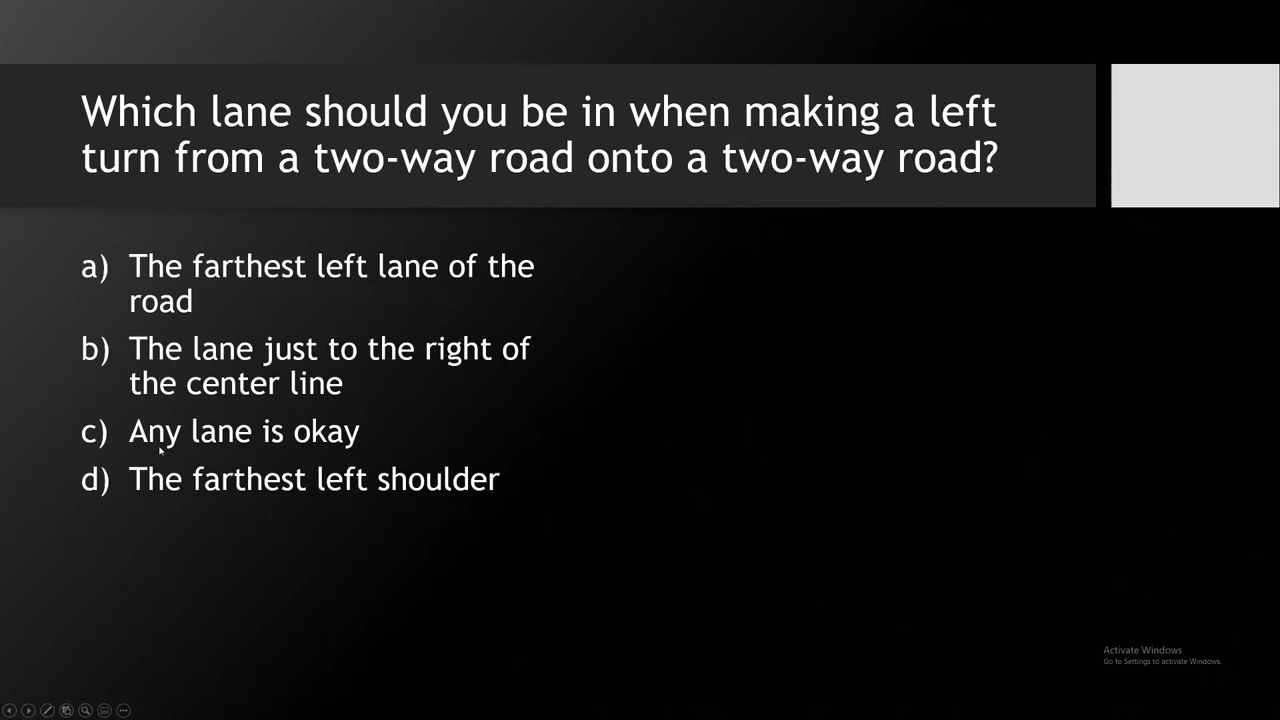 Which lane should you be in when making a left
turn from a two-way road onto a two-way road?
a) The farthest left lane of the
road
b) The lane just to the right of
the center line
c) Any lane is okay
d) The farthest left shoulder
Activate Windows
Go to Settings to activate Windows.